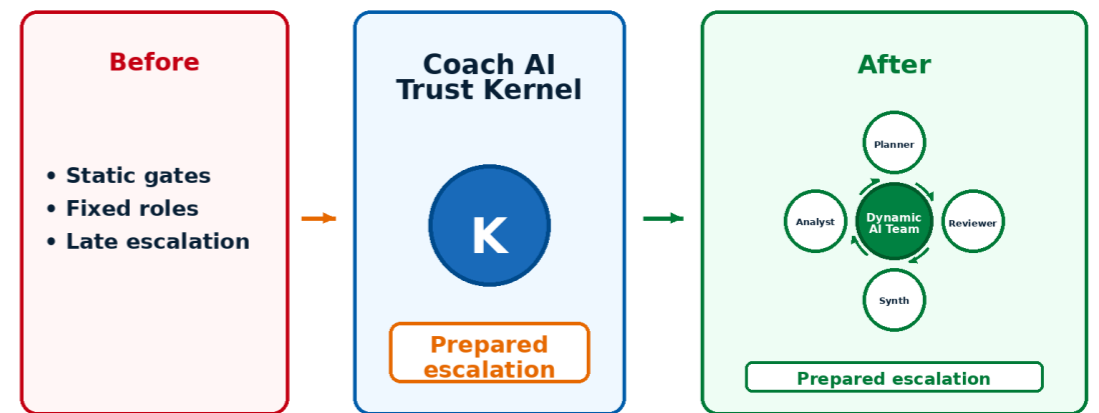 Before
• Static gates
• Fixed roles
• Late escalation
Coach AI
Trust Kernel
K
Prepared
escalation
After
Planner
Analyst
Dynamic
AI Team
Reviewer
Synth
Prepared escalation